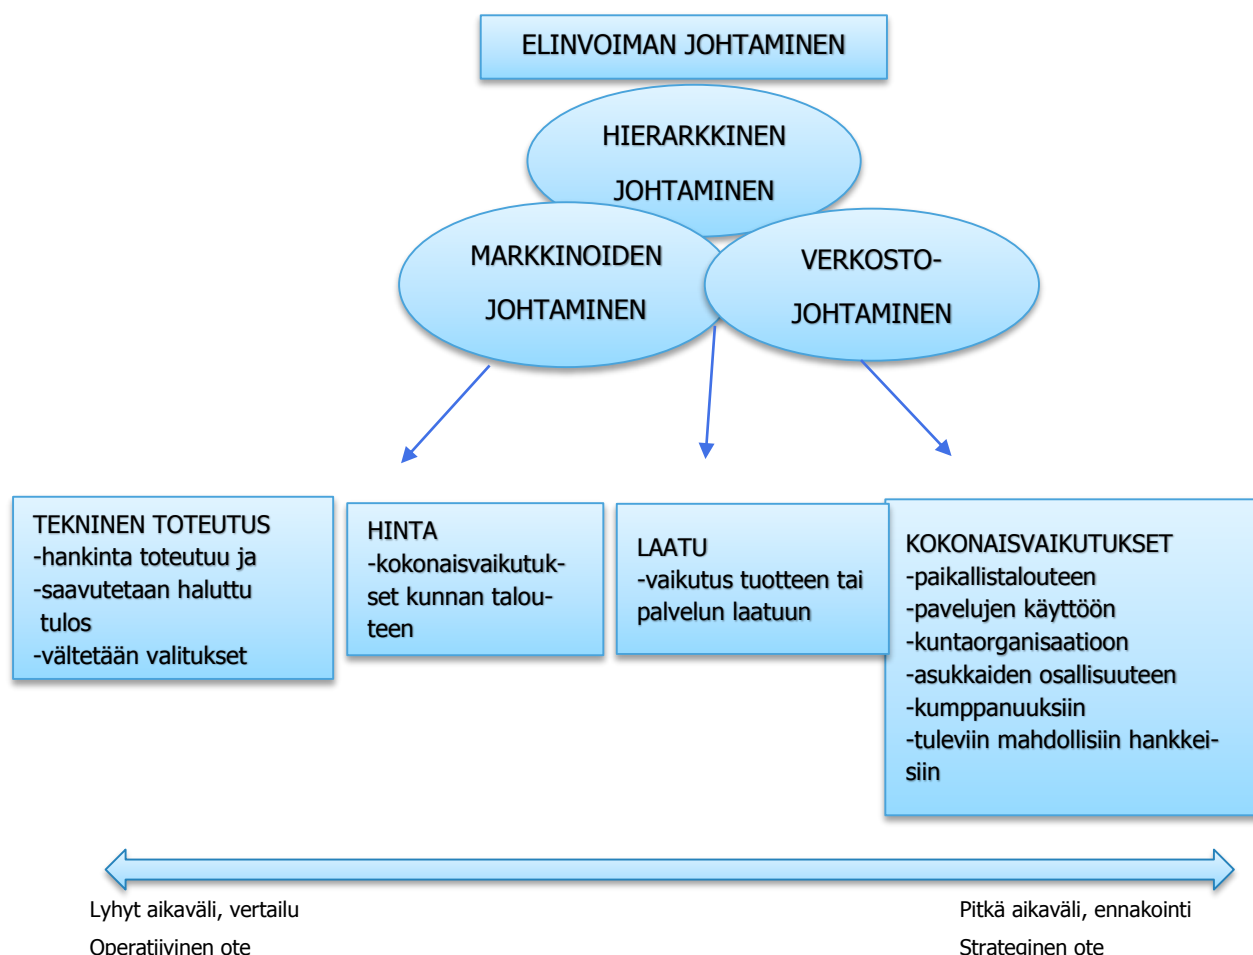 ELINVOIMAN JOHTAMINEN
HIERARKKINEN
JOHTAMINEN
MARKKINOIDEN
JOHTAMINEN
VERKOSTO-
JOHTAMINEN
TEKNINEN TOTEUTUS
-hankinta toteutuu ja
-saavutetaan haluttu
tulos
-vältetään valitukset
HINTA
-kokonaisvaikutuk-
set kunnan talou-
teen
LAATU
-vaikutus tuotteen tai
palvelun laatuun
KOKONAISVAIKUTUKSET
-paikallistalouteen
-pavelujen käyttöön
-kuntaorganisaatioon
-asukkaiden osallisuuteen
-kumppanuuksiin
-tuleviin mahdollisiin hankkei-
siin
Lyhyt aikaväli, vertailu
Operatiivinen ote
Pitkä aikaväli, ennakointi
Strateginen ote